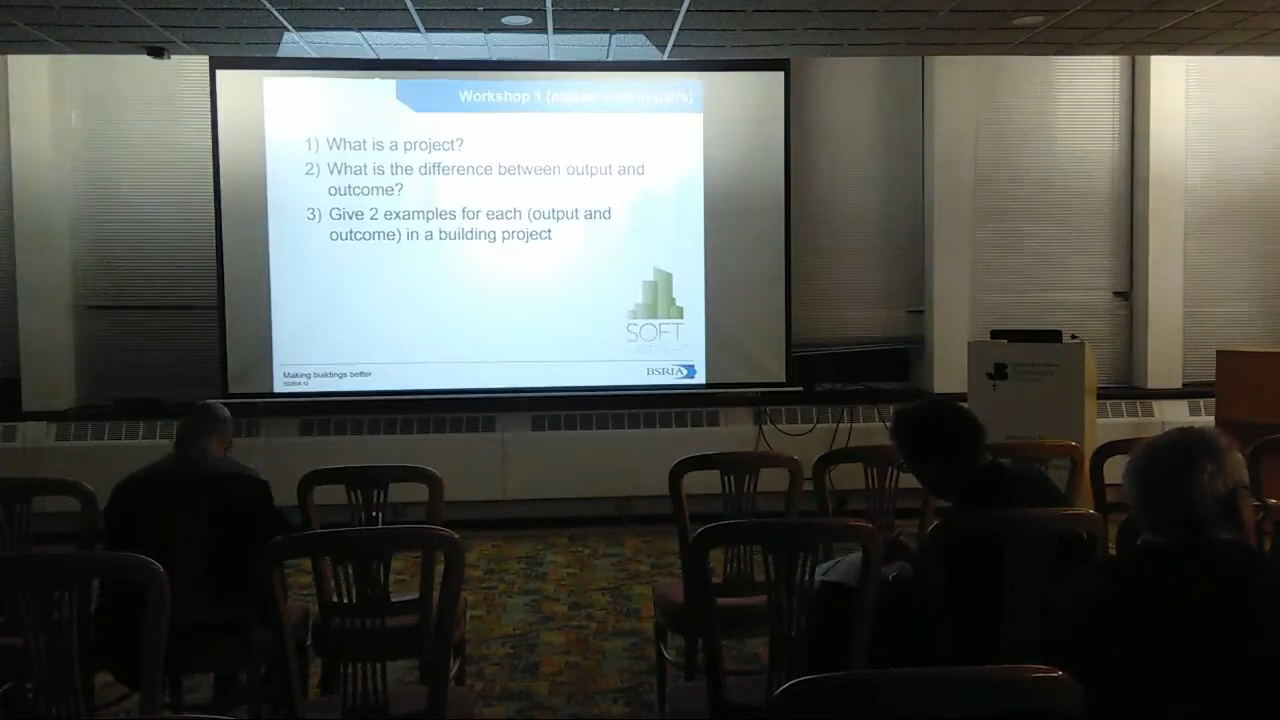 Workshop 1
1) What is a project?
2) What is the difference between output and
outcome?
3) Give 2 examples for each (output and
outcome) in a building project
SOFT
Making buildings better
BSRIA